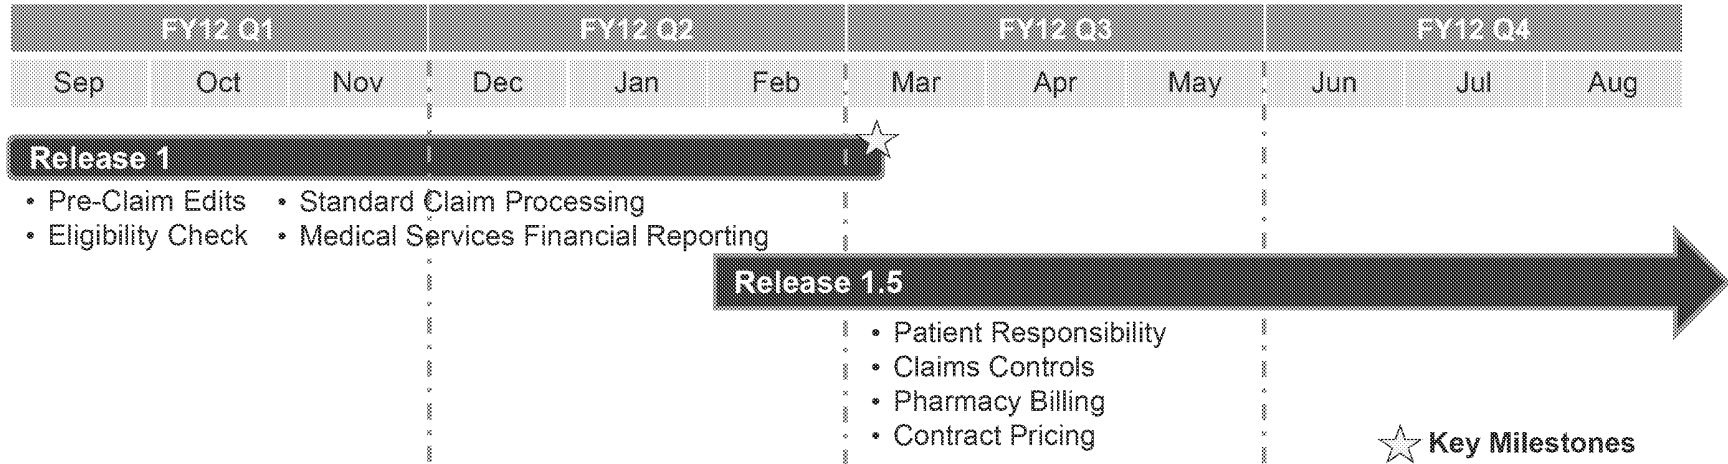 FY12 Q1 FY12 Q2 FY12 Q3 FY12 Q4
Sep Oct Nov Dec Jan Feb Mar Apr May Jun Jul Aug
Release 1
• Pre-Claim Edits • Standard Claim Processing
• Eligibility Check • Medical Services Financial Reporting
Release 1.5
• Patient Responsibility
• Claims Controls
• Pharmacy Billing
• Contract Pricing
Key Milestones